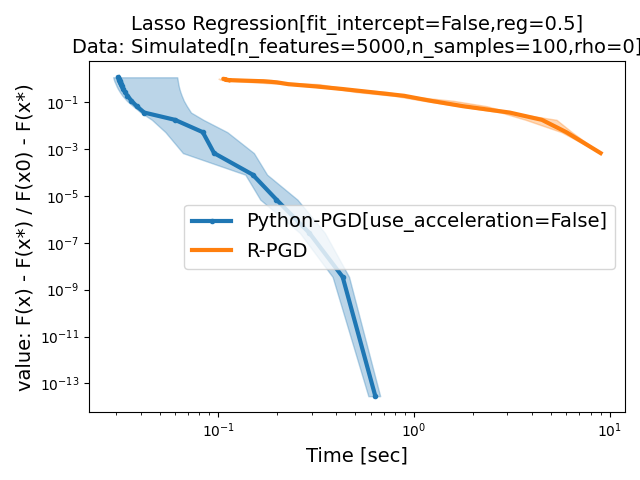 Lasso Regression[fit_intercept=False,reg=0.5]
Data: Simulated[n_features=5000,n_samples=100,rho=0]
value: F(x) - F(x*) / F(x0) - F(x*)
10⁻¹
10⁻³
10⁻⁵
10⁻⁷
10⁻⁹
10⁻¹¹
10⁻¹³
Python-PGD[use_acceleration=False]
R-PGD
10⁻¹ 10⁰ 10¹
Time [sec]